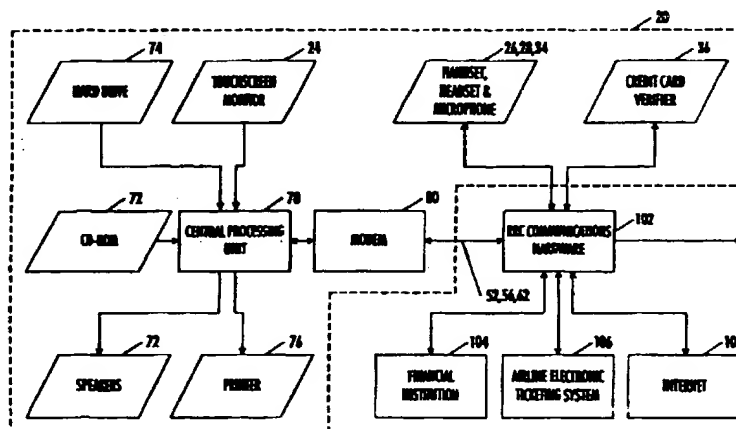 20
74
24
26,28,34
36
HARD DRIVE
TOUCHSCREEN
MONITOR
HANDSET,
HEADSET &
MICROPHONE
CREDIT CARD
VERIFIER
72
78
80
102
CD-ROM
CENTRAL PROCESSING
UNIT
MODEM
COMMUNICATIONS
HARDWARE
52,56,62
72
76
104
106
10
SPEAKERS
PRINTER
FINANCIAL
INSTITUTION
AIRLINE ELECTRONIC
TICKETING SYSTEM
INTERNET